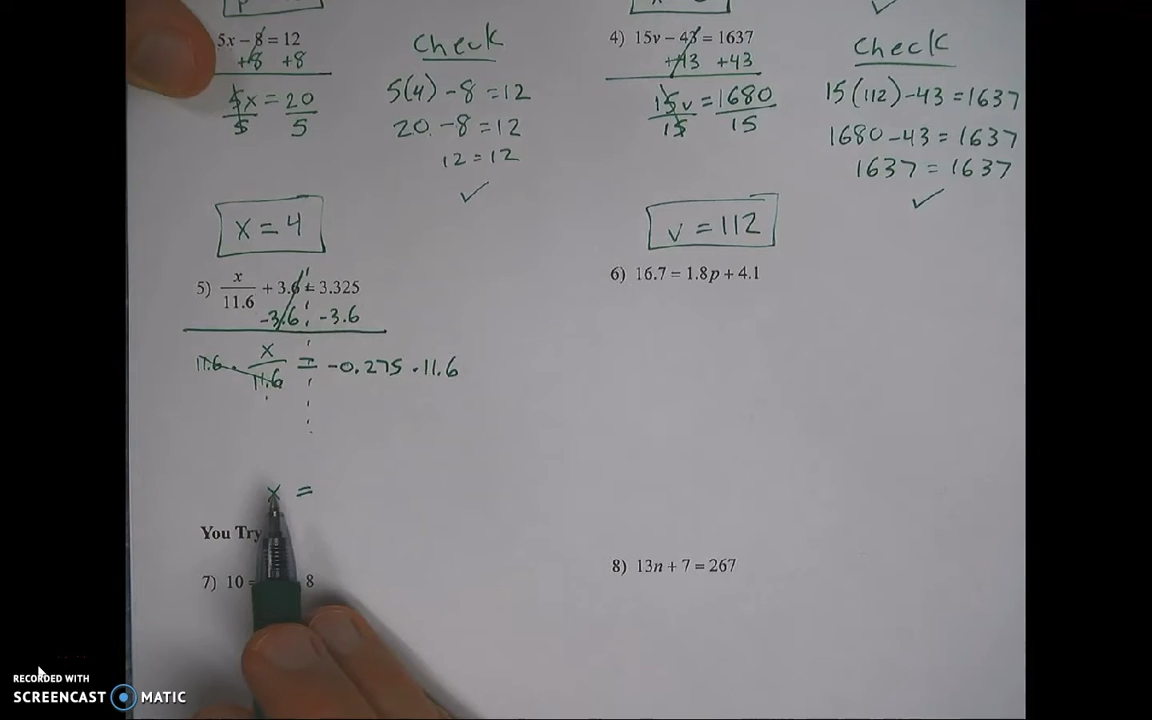 5x − 8 = 12
+8 +8
5x = 20
5 5
x = 4
Check
5(4) − 8 = 12
20 − 8 = 12
12 = 12
✓
4) 15v − 43 = 1637
+43 +43
15v = 1680
15 15
v = 112
Check
15(112) − 43 = 1637
1680 − 43 = 1637
1637 = 1637
✓
5) x/11.6 + 3.6 = 3.325
−3.6 −3.6
11.6 · x/11.6 = −0.275 · 11.6
x =
6) 16.7 = 1.8p + 4.1
You Try
7) 10 = 8
8) 13n + 7 = 267
RECORDED WITH
SCREENCAST MATIC